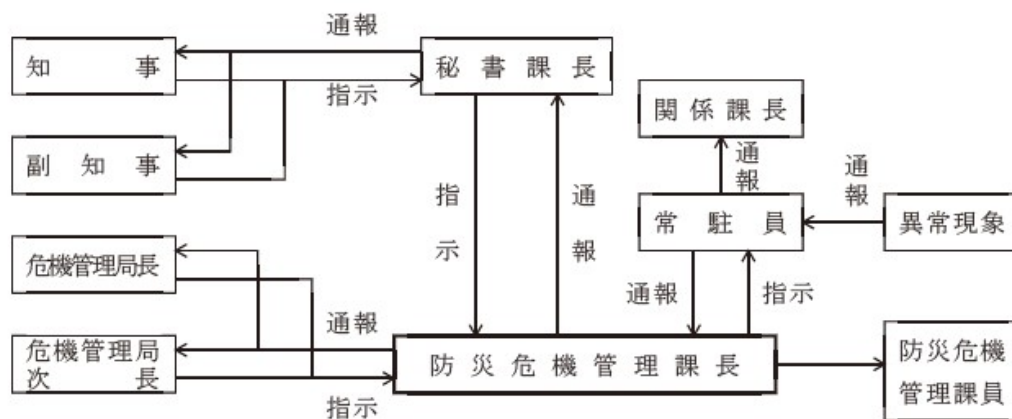 通報
知事
秘書課長
指示
関係課長
副知事
通報
通報
指示
通報
常駐員
異常現象
危機管理局長
通報
指示
通報
危機管理局
次長
防災危機管理課長
防災危機
管理課員
指示